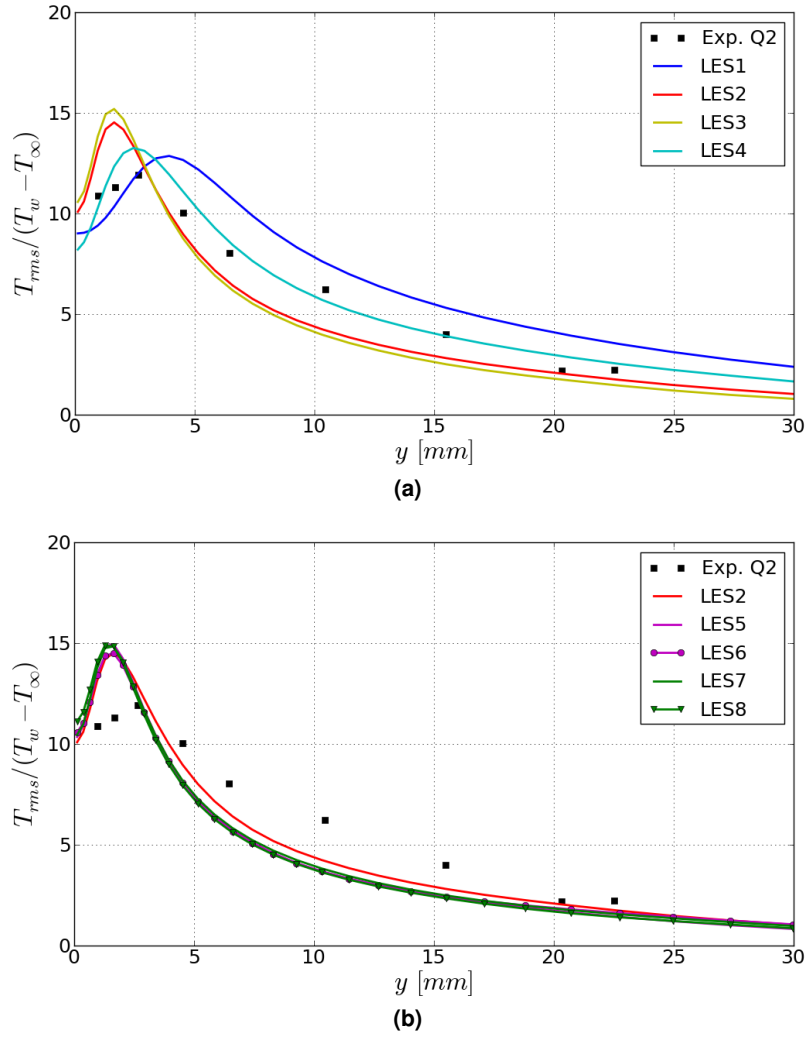 20
15
10
5
0
T_{rms}/(T_w − T_∞)
0 5 10 15 20 25 30
y [mm]
Exp. Q2
LES1
LES2
LES3
LES4
(a)
20
15
10
5
0
T_{rms}/(T_w − T_∞)
0 5 10 15 20 25 30
y [mm]
Exp. Q2
LES2
LES5
LES6
LES7
LES8
(b)